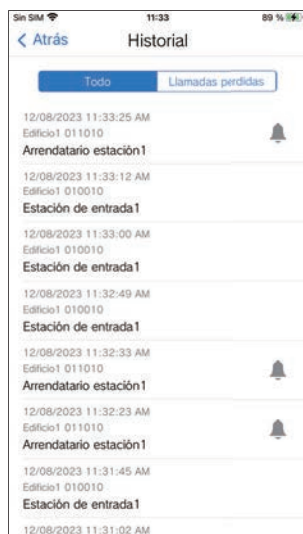 Sin SIM 11:33 89 %
Atrás Historial
Todo Llamadas perdidas
12/08/2023 11:33:25 AM
Edificio1 011010
Arrendatario estación1
12/08/2023 11:33:12 AM
Edificio1 010010
Estación de entrada1
12/08/2023 11:33:00 AM
Edificio1 010010
Estación de entrada1
12/08/2023 11:32:49 AM
Edificio1 010010
Estación de entrada1
12/08/2023 11:32:33 AM
Edificio1 011010
Arrendatario estación1
12/08/2023 11:32:23 AM
Edificio1 011010
Arrendatario estación1
12/08/2023 11:31:45 AM
Edificio1 010010
Estación de entrada1
12/08/2023 11:31:02 AM